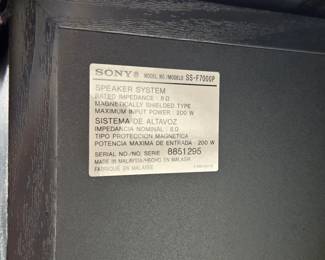 SONY® MODEL NO./MODELO SS-F7000P
SPEAKER SYSTEM
RATED IMPEDANCE : 8 Ω
MAGNETICALLY SHIELDED TYPE
MAXIMUM INPUT POWER : 200 W
SISTEMA DE ALTAVOZ
IMPEDANCIA NOMINAL : 8 Ω
TIPO PROTECCION MAGNETICA
POTENCIA MAXIMA DE ENTRADA : 200 W
SERIAL NO./NO. SERIE 8851295
MADE IN MALAYSIA/HECHO EN MALASIA
FABRIQUÉ EN MALAISIE